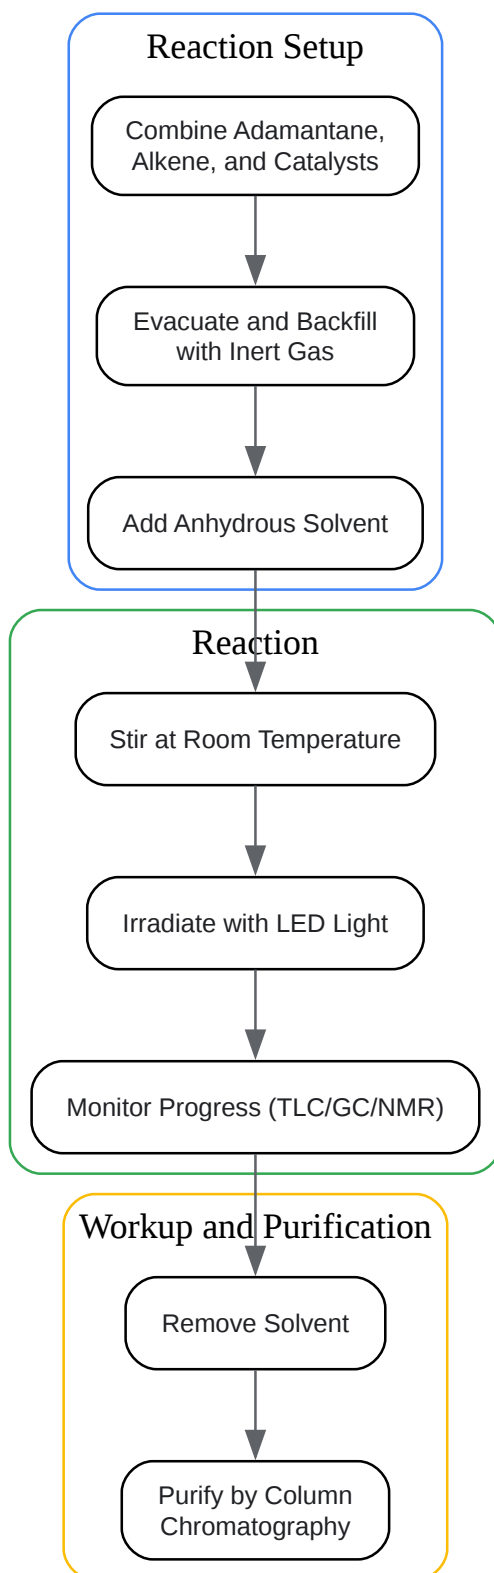 Reaction Setup
Combine Adamantane,
Alkene, and Catalysts
Evacuate and Backfill
with Inert Gas
Add Anhydrous Solvent
Reaction
Stir at Room Temperature
Irradiate with LED Light
Monitor Progress (TLC/GC/NMR)
Workup and Purification
Remove Solvent
Purify by Column
Chromatography